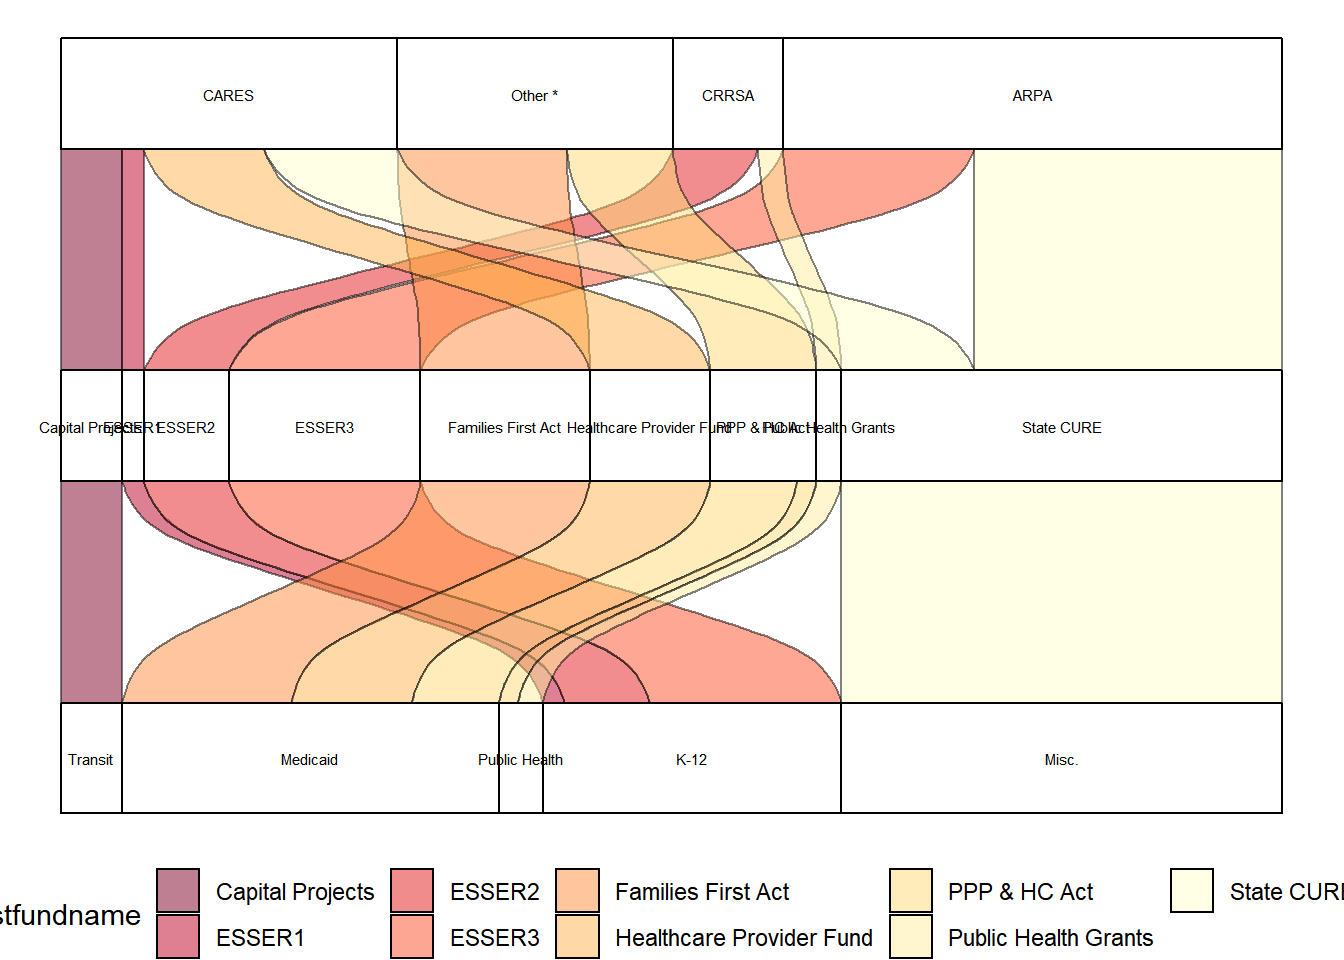 CARES Other * CRRSA ARPA
Capital Projects ESSER1 ESSER2 ESSER3 Families First Act Healthcare Provider Fund PPP & HC Act Public Health Grants State CURE
Transit Medicaid Public Health K-12 Misc.
stfundname
Capital Projects ESSER2 Families First Act PPP & HC Act State CURE
ESSER1 ESSER3 Healthcare Provider Fund Public Health Grants